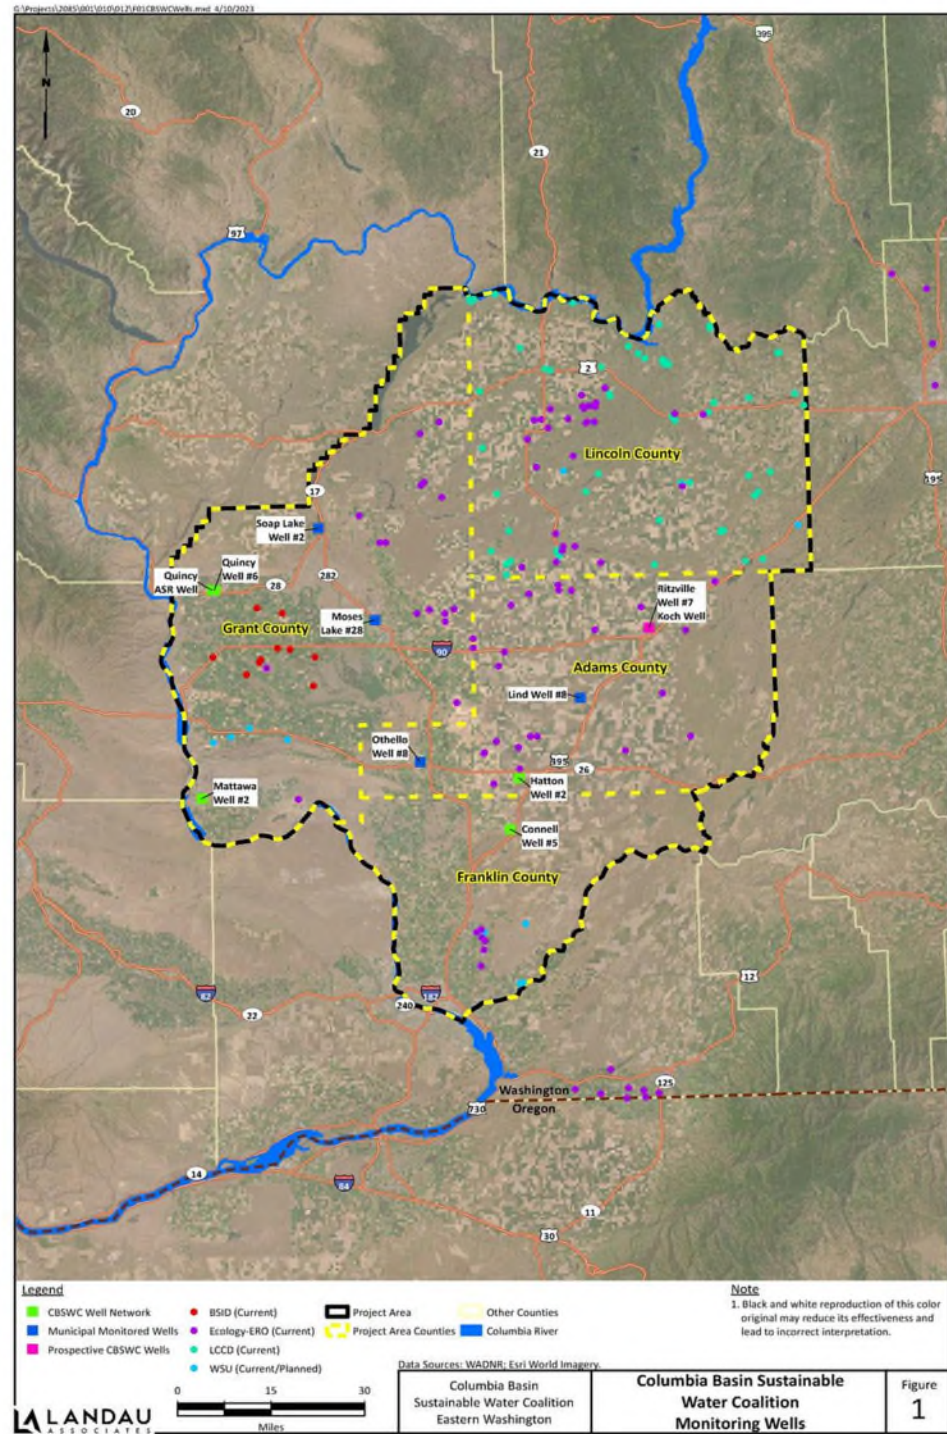 G:\Projects\2085\001\010\012\F01CBSWCWells.mxd 4/10/2023
N
395
20
21
97
2
Lincoln County
195
17
Soap Lake
Well #2
Quincy
ASR Well
Quincy
Well #6
28
282
Ritzville
Well #7
Koch Well
Moses
Lake #28
Grant County
90
Adams County
Lind Well #8
Othello
Well #8
395
26
Hatton
Well #2
Mattawa
Well #2
Connell
Well #5
Franklin County
12
82
182
240
22
125
Washington
Oregon
730
14
84
11
30
Legend
CBSWC Well Network
Municipal Monitored Wells
Prospective CBSWC Wells
BSID (Current)
Ecology-ERO (Current)
LCCD (Current)
WSU (Current/Planned)
Project Area
Project Area Counties
Other Counties
Columbia River
Note
1. Black and white reproduction of this color
original may reduce its effectiveness and
lead to incorrect interpretation.
Data Sources: WADNR; Esri World Imagery.
0 15 30
Miles
LANDAU
ASSOCIATES
Columbia Basin
Sustainable Water Coalition
Eastern Washington
Columbia Basin Sustainable
Water Coalition
Monitoring Wells
Figure
1